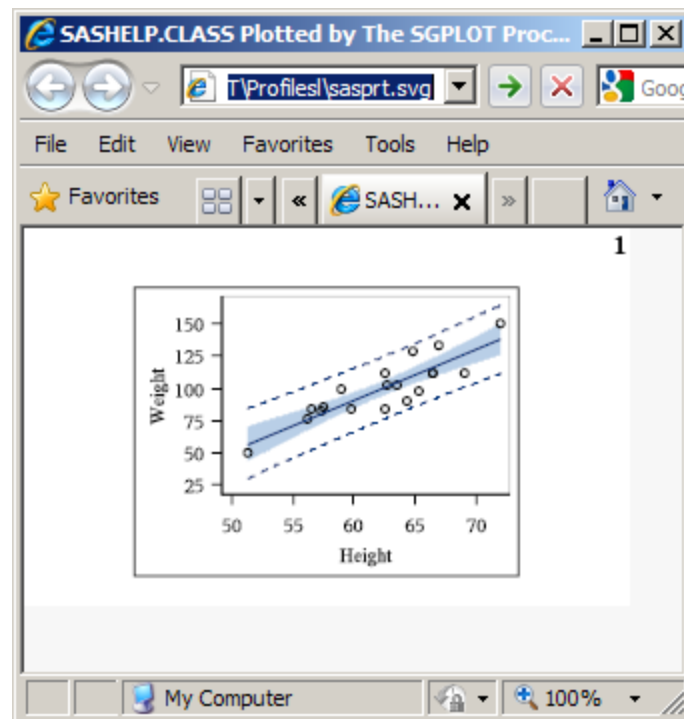 SASHELP.CLASS Plotted by The SGPLOT Proc...
T\Profilesl\sasprt.svg
Goog
File Edit View Favorites Tools Help
Favorites « SASH... »
1
150
125
100
75
50
25
Weight
50 55 60 65 70
Height
My Computer 100%